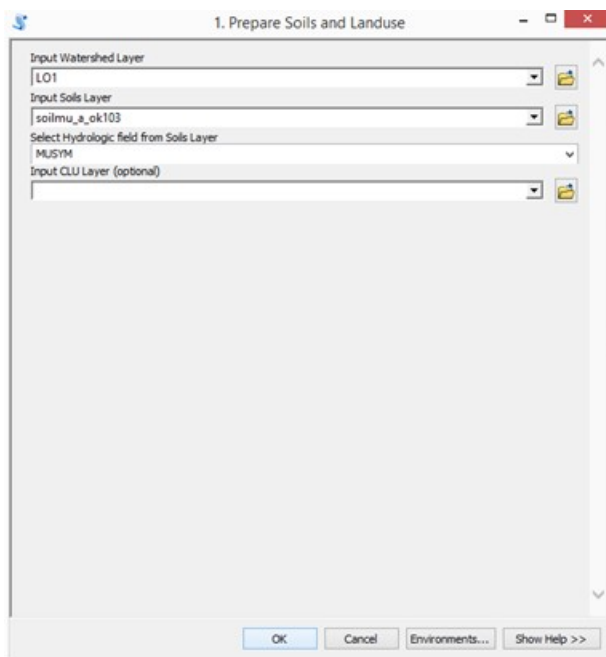 1. Prepare Soils and Landuse
Input Watershed Layer
LO1
Input Soils Layer
soilmu_a_ok103
Select Hydrologic field from Soils Layer
MUSYM
Input CLU Layer (optional)
OK Cancel Environments... Show Help >>